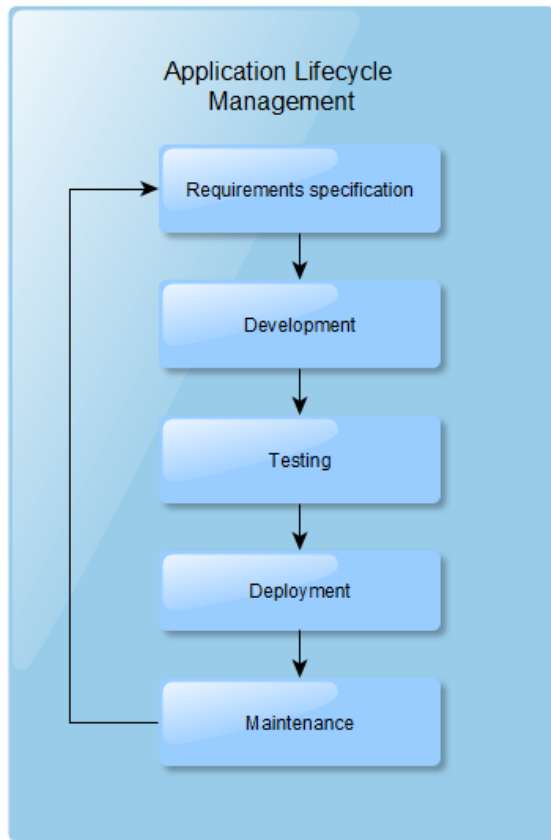 Application Lifecycle
Management
Requirements specification
Development
Testing
Deployment
Maintenance